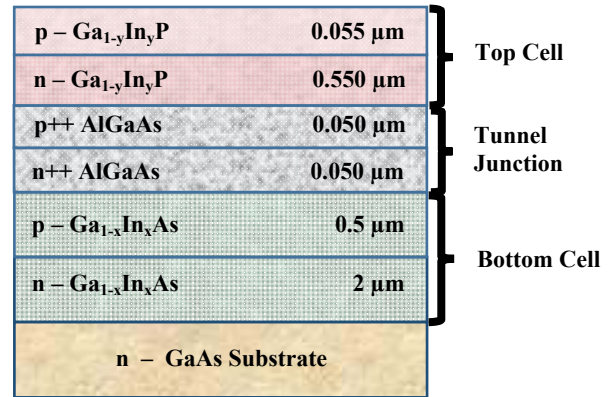 p – Ga₁₋yInyP 0.055 µm
n – Ga₁₋yInyP 0.550 µm
Top Cell
p++ AlGaAs 0.050 µm
n++ AlGaAs 0.050 µm
Tunnel
Junction
p – Ga₁₋ₓInₓAs 0.5 µm
n – Ga₁₋ₓInₓAs 2 µm
Bottom Cell
n – GaAs Substrate